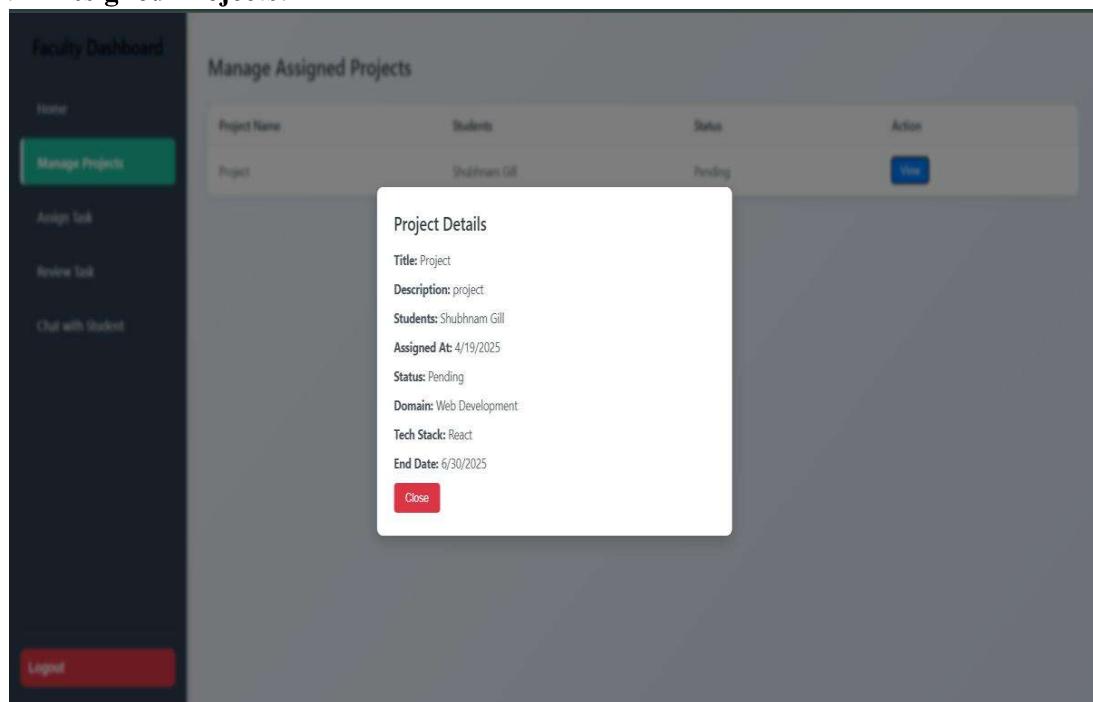 Assigned Projects:
Faculty Dashboard
Manage Assigned Projects
Home
Project Name Students Status Action
Manage Projects
Project Shubhnam Gill Pending View
Assign Task
Review Task
Chat with Student
Project Details
Title: Project
Description: project
Students: Shubhnam Gill
Assigned At: 4/19/2025
Status: Pending
Domain: Web Development
Tech Stack: React
End Date: 6/30/2025
Close
Logout